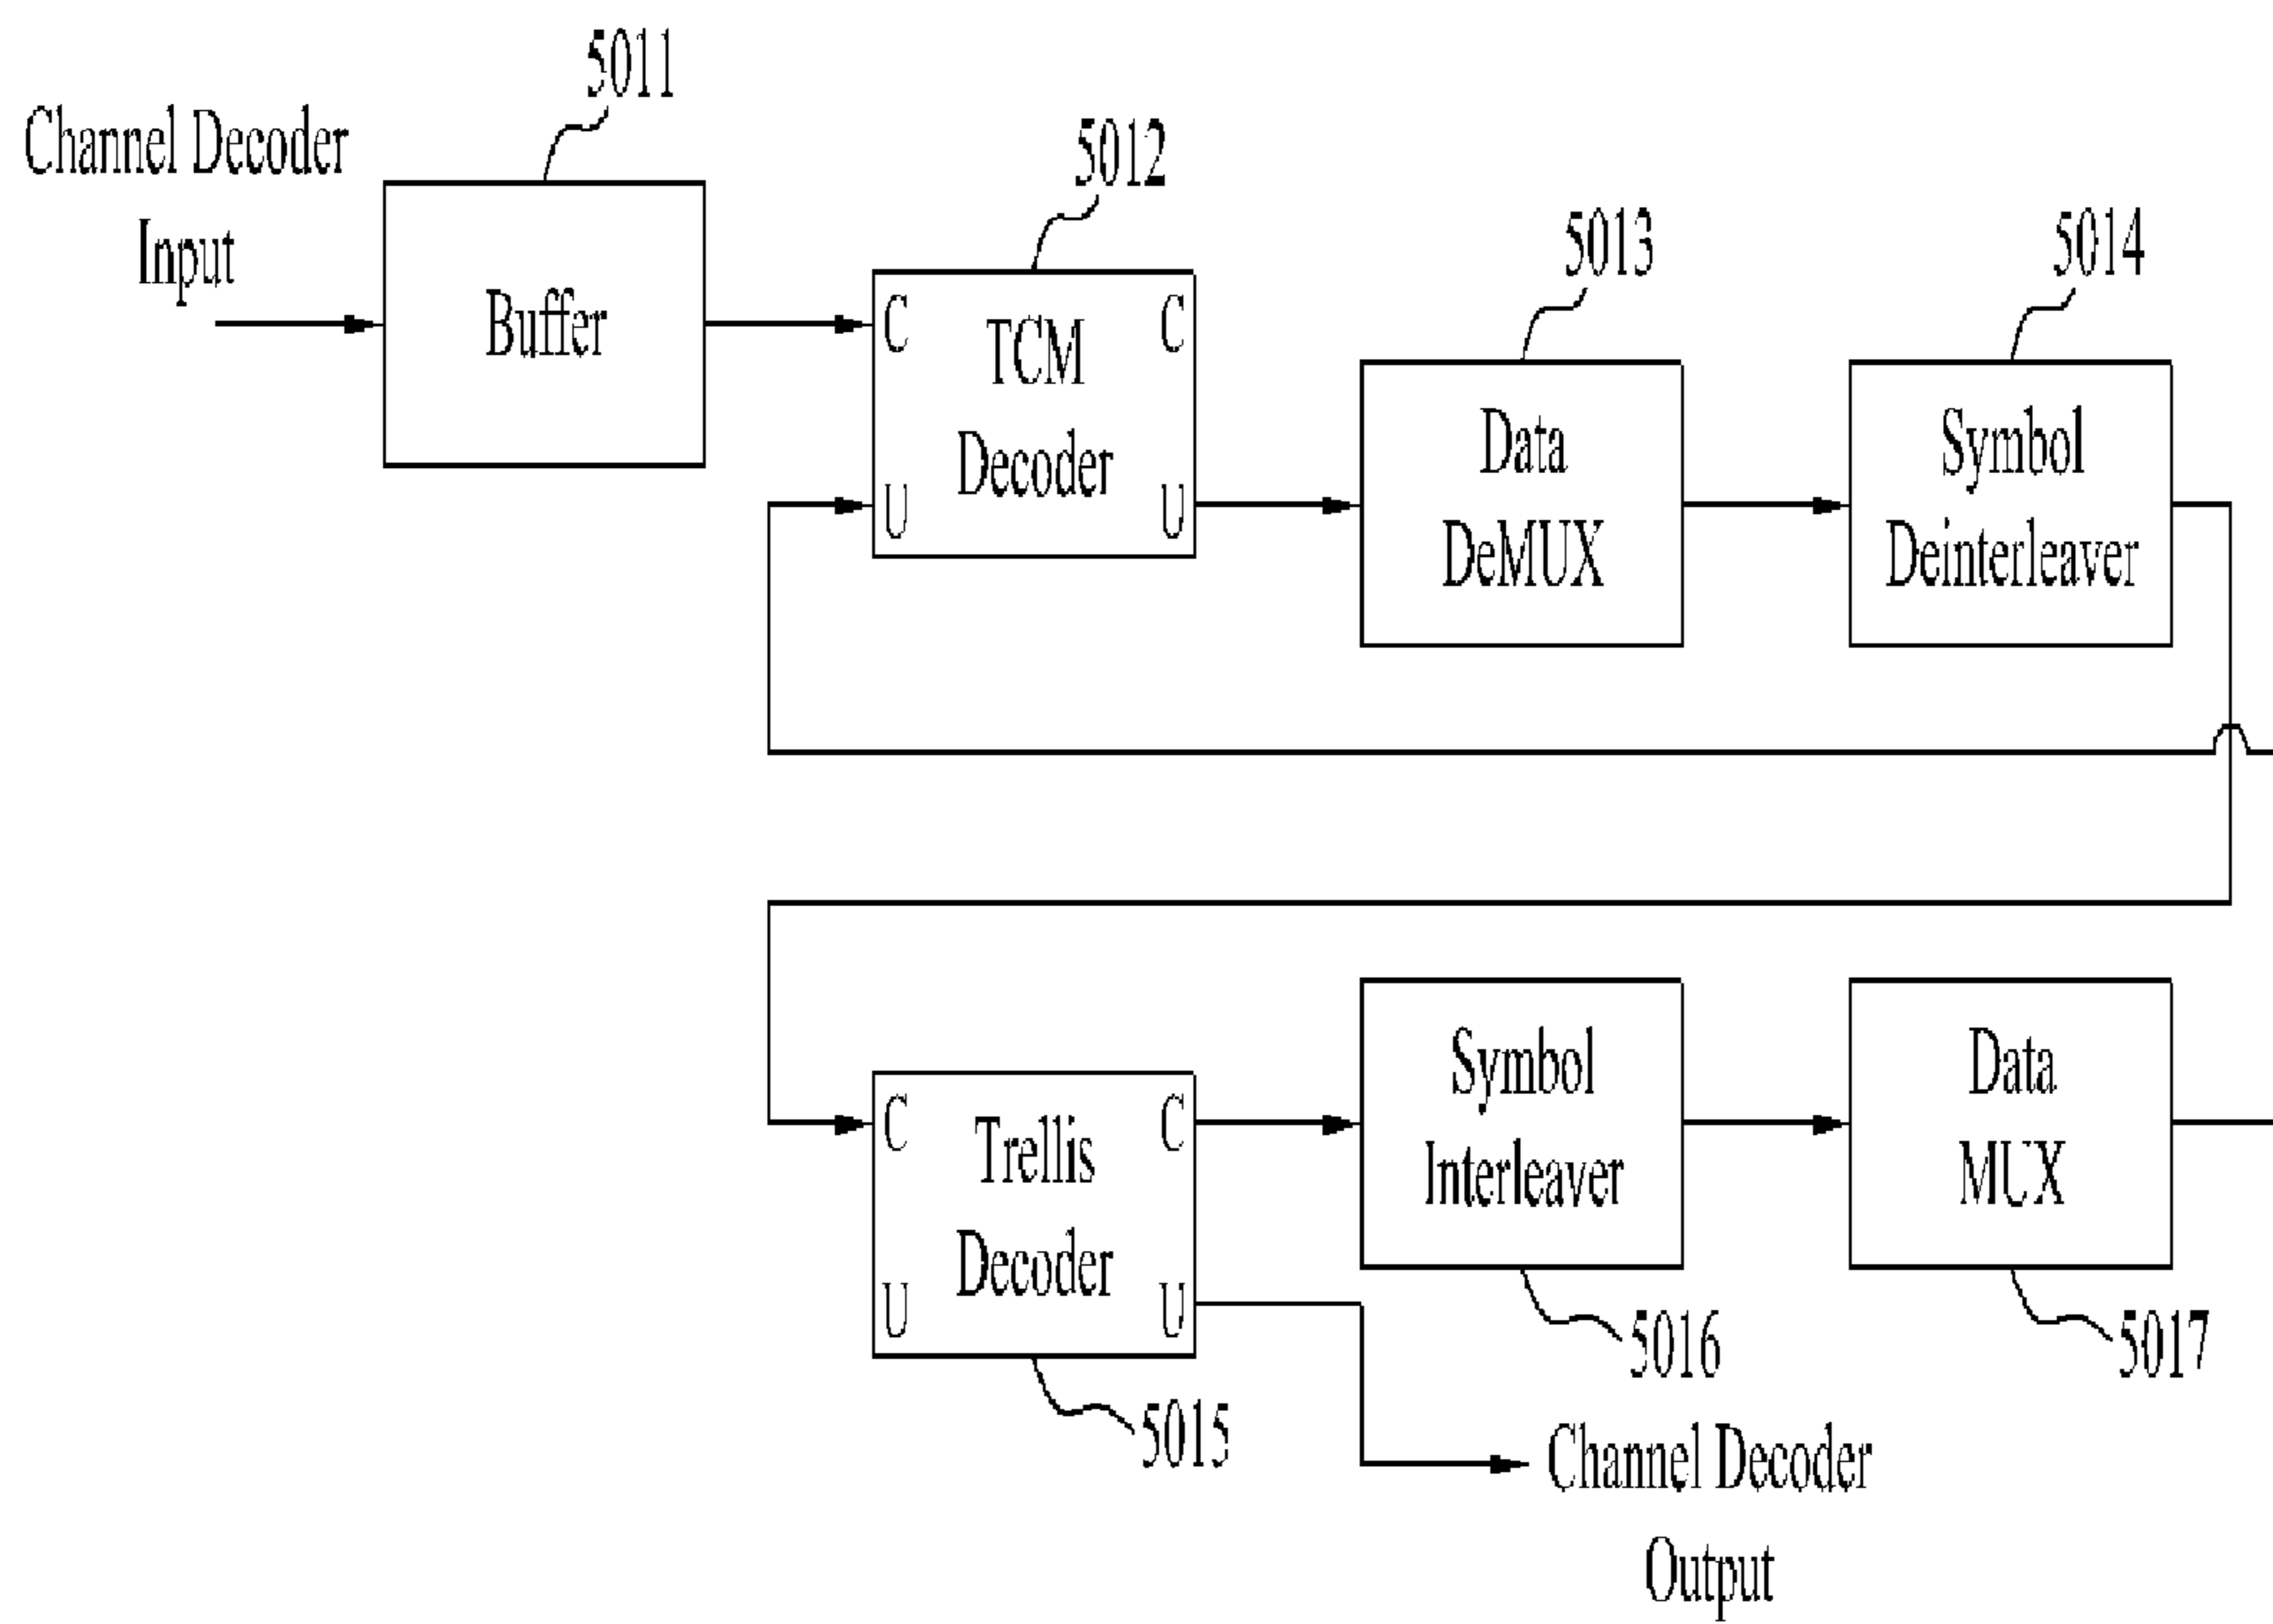 5011
Channel Decoder
Input
Buffer
5012
C
C
TCM
Decoder
U
U
5013
Data
DeMUX
5014
Symbol
Deinterleaver
C
C
Trellis
Decoder
U
U
5015
Symbol
Interleaver
5016
Data
MUX
5017
Channel Decoder
Output